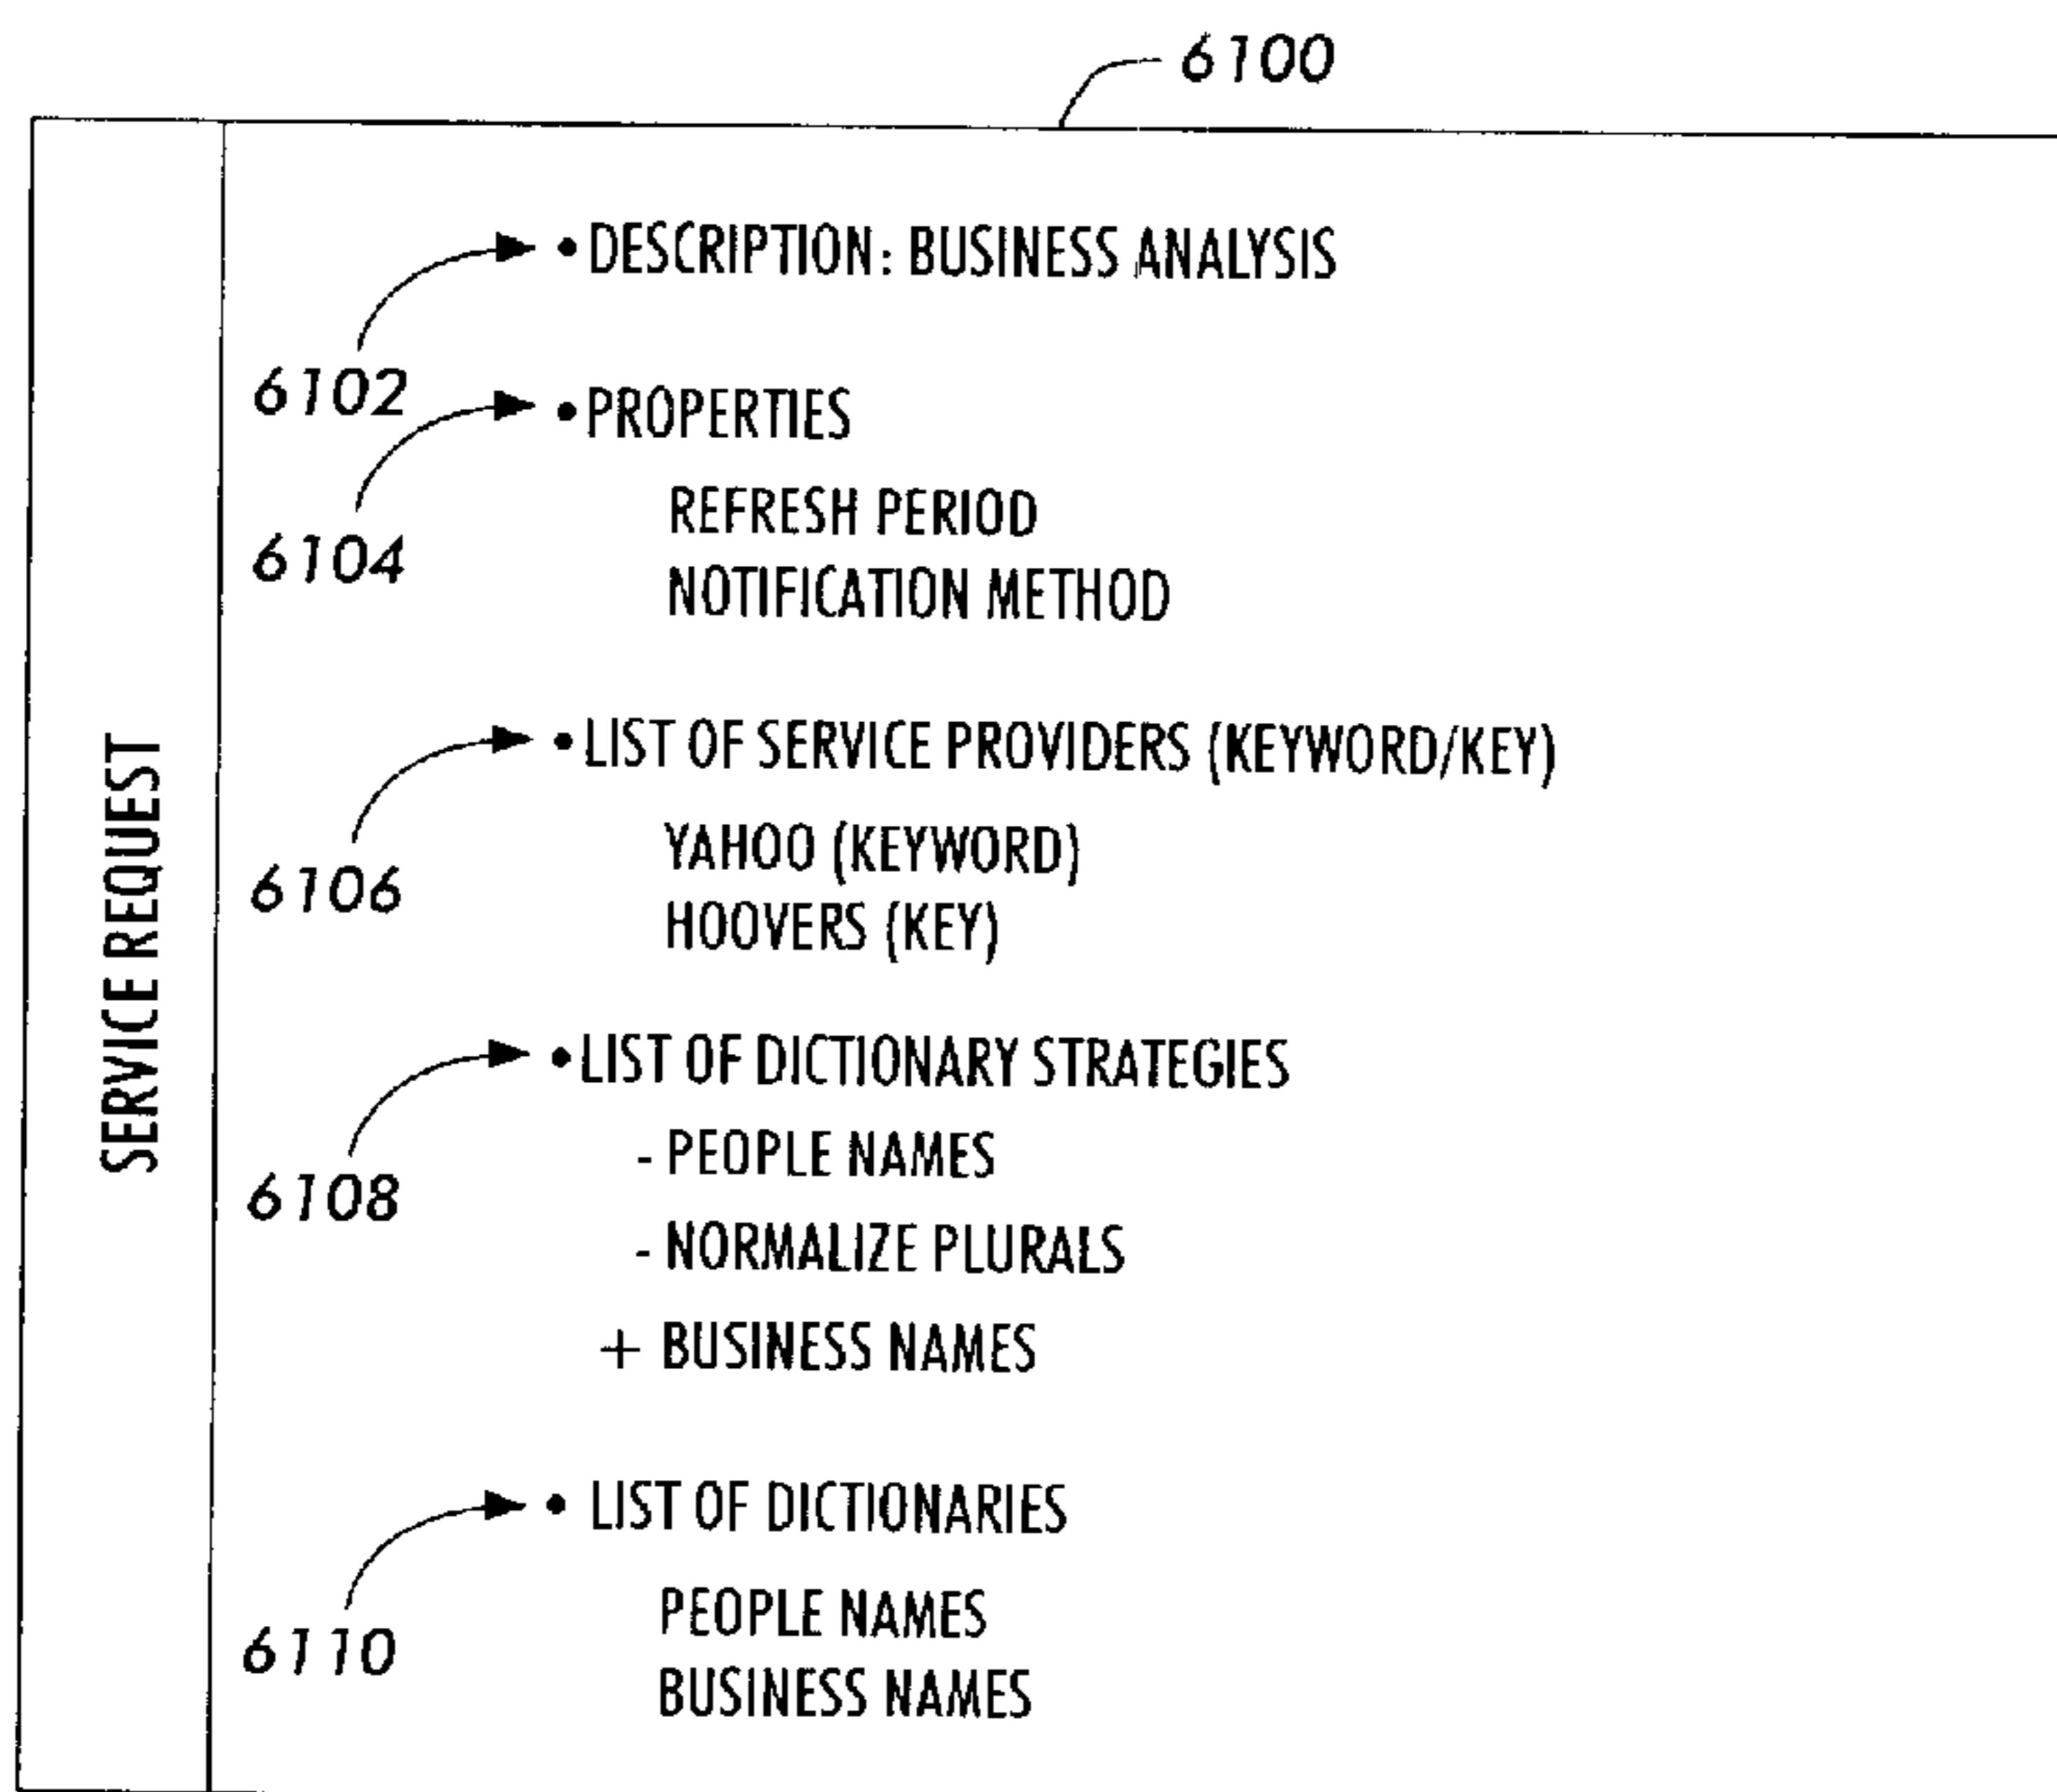 6100
SERVICE REQUEST
• DESCRIPTION: BUSINESS ANALYSIS
6102
• PROPERTIES
REFRESH PERIOD
6104
NOTIFICATION METHOD
• LIST OF SERVICE PROVIDERS (KEYWORD/KEY)
YAHOO (KEYWORD)
6106
HOOVERS (KEY)
• LIST OF DICTIONARY STRATEGIES
- PEOPLE NAMES
6108
- NORMALIZE PLURALS
+ BUSINESS NAMES
• LIST OF DICTIONARIES
PEOPLE NAMES
6110
BUSINESS NAMES